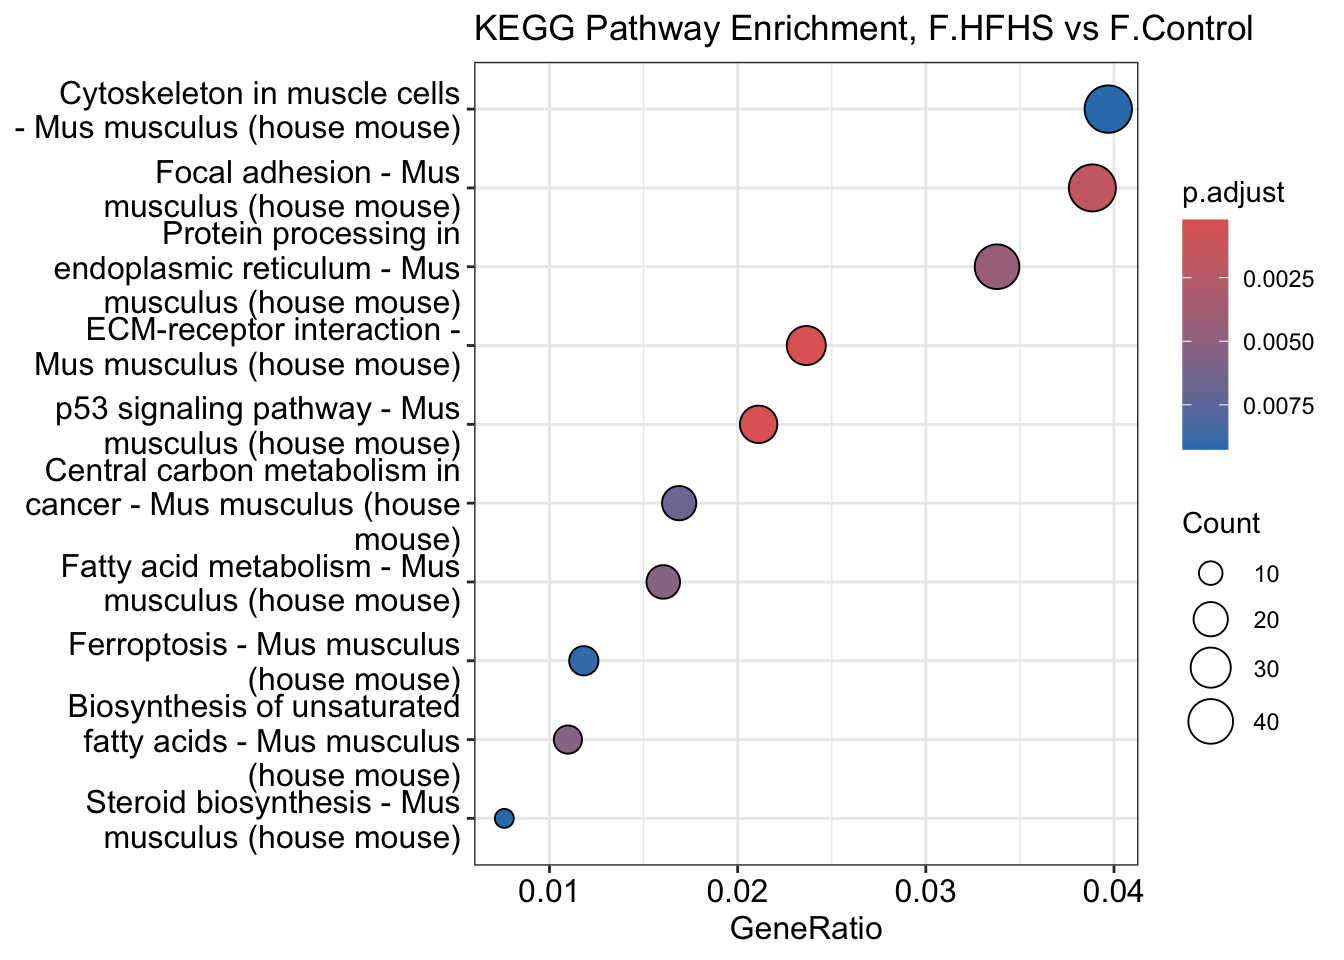 KEGG Pathway Enrichment, F.HFHS vs F.Control
Cytoskeleton in muscle cells
- Mus musculus (house mouse)
Focal adhesion - Mus
musculus (house mouse)
Protein processing in
endoplasmic reticulum - Mus
musculus (house mouse)
ECM-receptor interaction -
Mus musculus (house mouse)
p53 signaling pathway - Mus
musculus (house mouse)
Central carbon metabolism in
cancer - Mus musculus (house
mouse)
Fatty acid metabolism - Mus
musculus (house mouse)
Ferroptosis - Mus musculus
(house mouse)
Biosynthesis of unsaturated
fatty acids - Mus musculus
(house mouse)
Steroid biosynthesis - Mus
musculus (house mouse)
0.01 0.02 0.03 0.04
GeneRatio
p.adjust
0.0025
0.0050
0.0075
Count
10
20
30
40